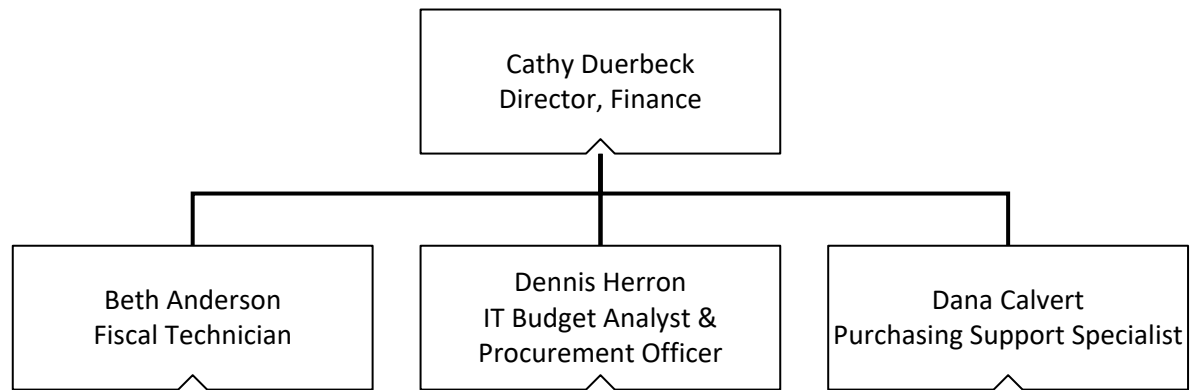 Cathy Duerbeck
Director, Finance
Beth Anderson
Fiscal Technician
Dennis Herron
IT Budget Analyst &
Procurement Officer
Dana Calvert
Purchasing Support Specialist